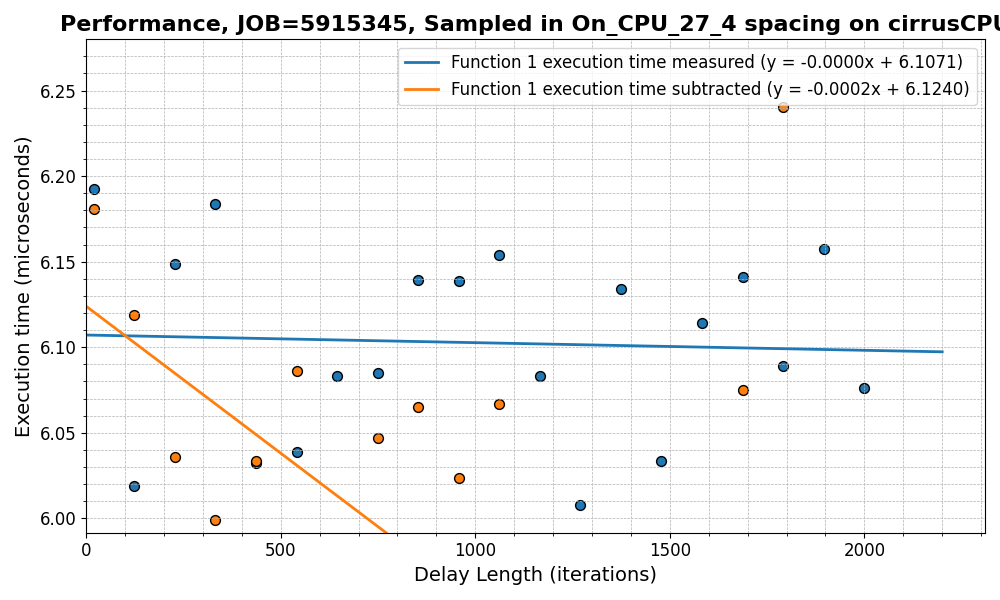 Performance, JOB=5915345, Sampled in On_CPU_27_4 spacing on cirrusCPU
Function 1 execution time measured (y = -0.0000x + 6.1071)
Function 1 execution time subtracted (y = -0.0002x + 6.1240)
Execution time (microseconds)
6.25
6.20
6.15
6.10
6.05
6.00
0 500 1000 1500 2000
Delay Length (iterations)